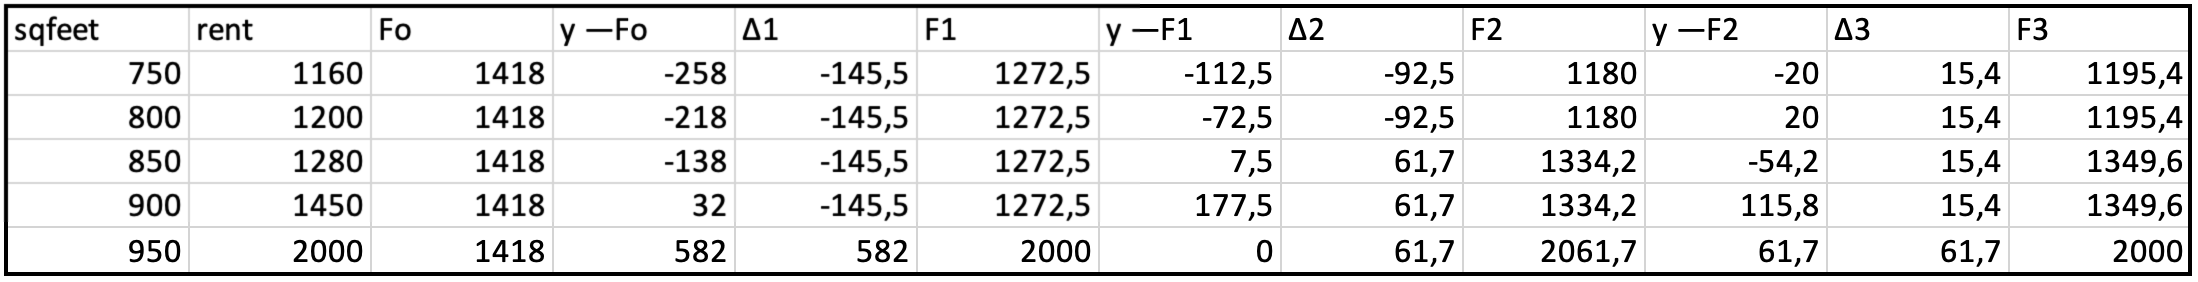 sqfeet rent Fo y —Fo Δ1 F1 y —F1 Δ2 F2 y —F2 Δ3 F3
750 1160 1418 -258 -145,5 1272,5 -112,5 -92,5 1180 -20 15,4 1195,4
800 1200 1418 -218 -145,5 1272,5 -72,5 -92,5 1180 20 15,4 1195,4
850 1280 1418 -138 -145,5 1272,5 7,5 61,7 1334,2 -54,2 15,4 1349,6
900 1450 1418 32 -145,5 1272,5 177,5 61,7 1334,2 115,8 15,4 1349,6
950 2000 1418 582 582 2000 0 61,7 2061,7 61,7 61,7 2000